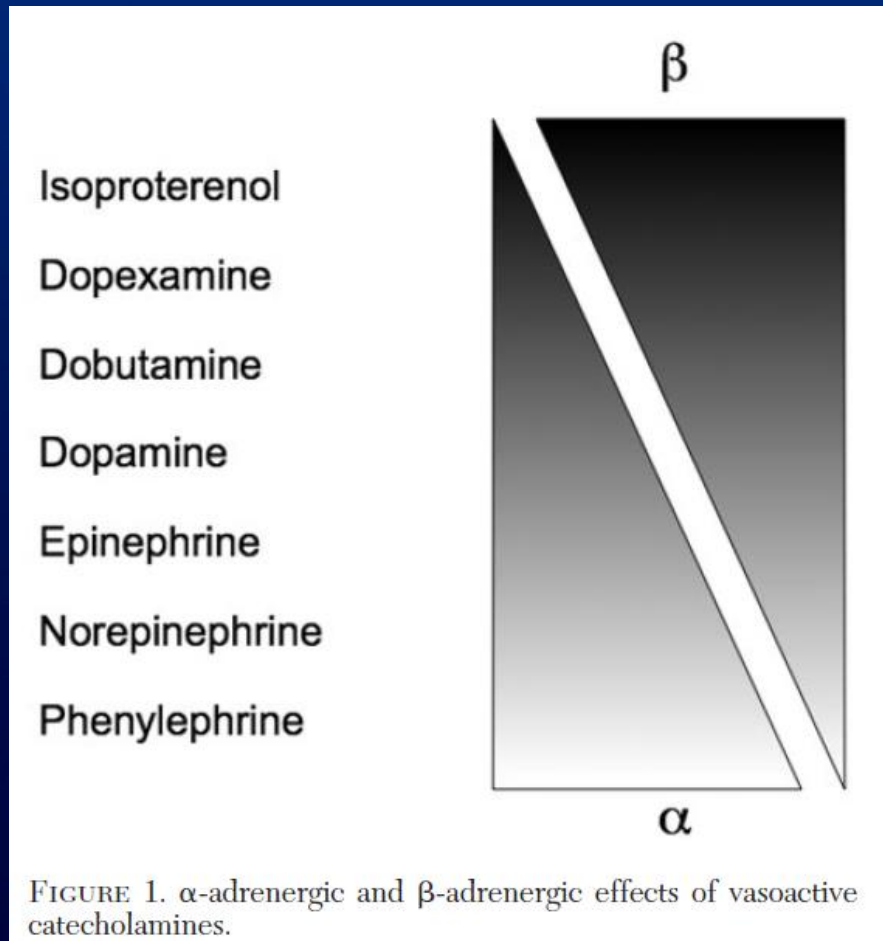 β
Isoproterenol
Dopexamine
Dobutamine
Dopamine
Epinephrine
Norepinephrine
Phenylephrine
α
FIGURE 1. α-adrenergic and β-adrenergic effects of vasoactive
catecholamines.